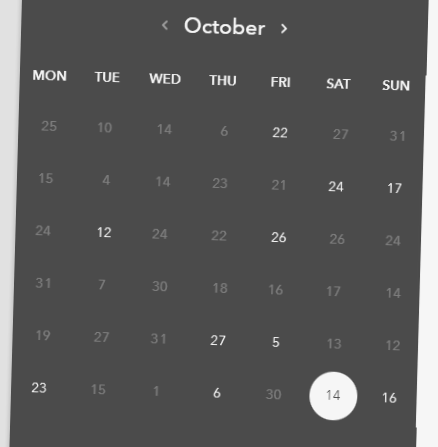 ‹ October ›
MON TUE WED THU FRI SAT SUN
25 10 14 6 22 27 31
15 4 14 23 21 24 17
24 12 24 22 26 26 24
31 7 30 18 16 17 14
19 27 31 27 5 13 12
23 15 1 6 30 14 16